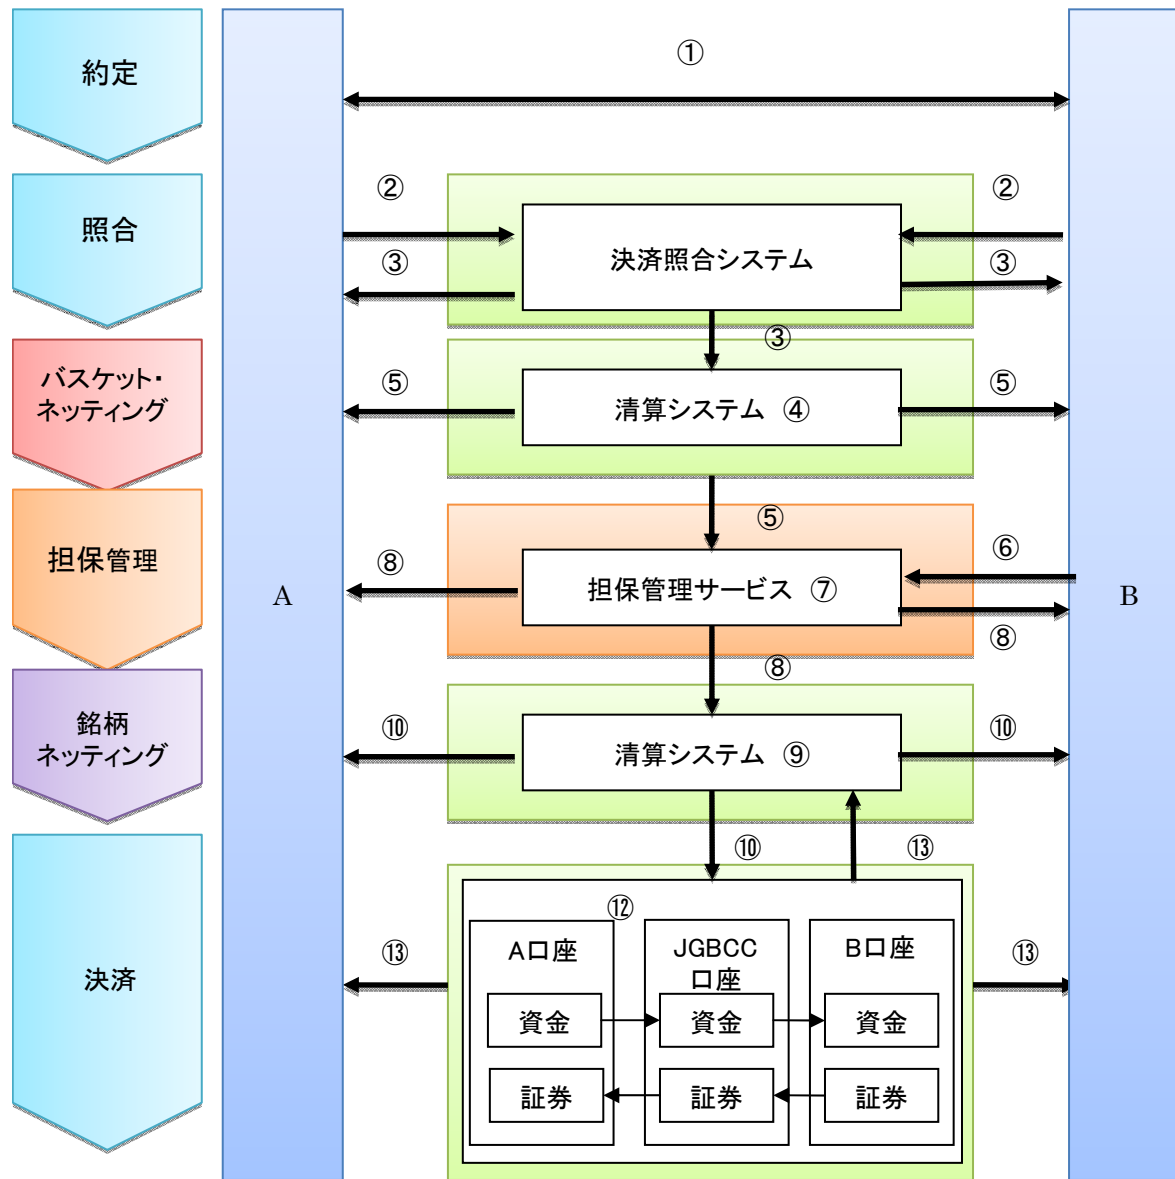 約定
①
照合
②
②
決済照合システム
③
③
③
バスケット・
ネッティング
⑤
清算システム ④
⑤
⑤
担保管理
⑧
担保管理サービス ⑦
⑥
⑧
A
B
⑧
銘柄
ネッティング
⑩
清算システム ⑨
⑩
⑩
⑬
決済
⑬
⑫
A口座
JGBCC
口座
B口座
⑬
資金
資金
資金
証券
証券
証券